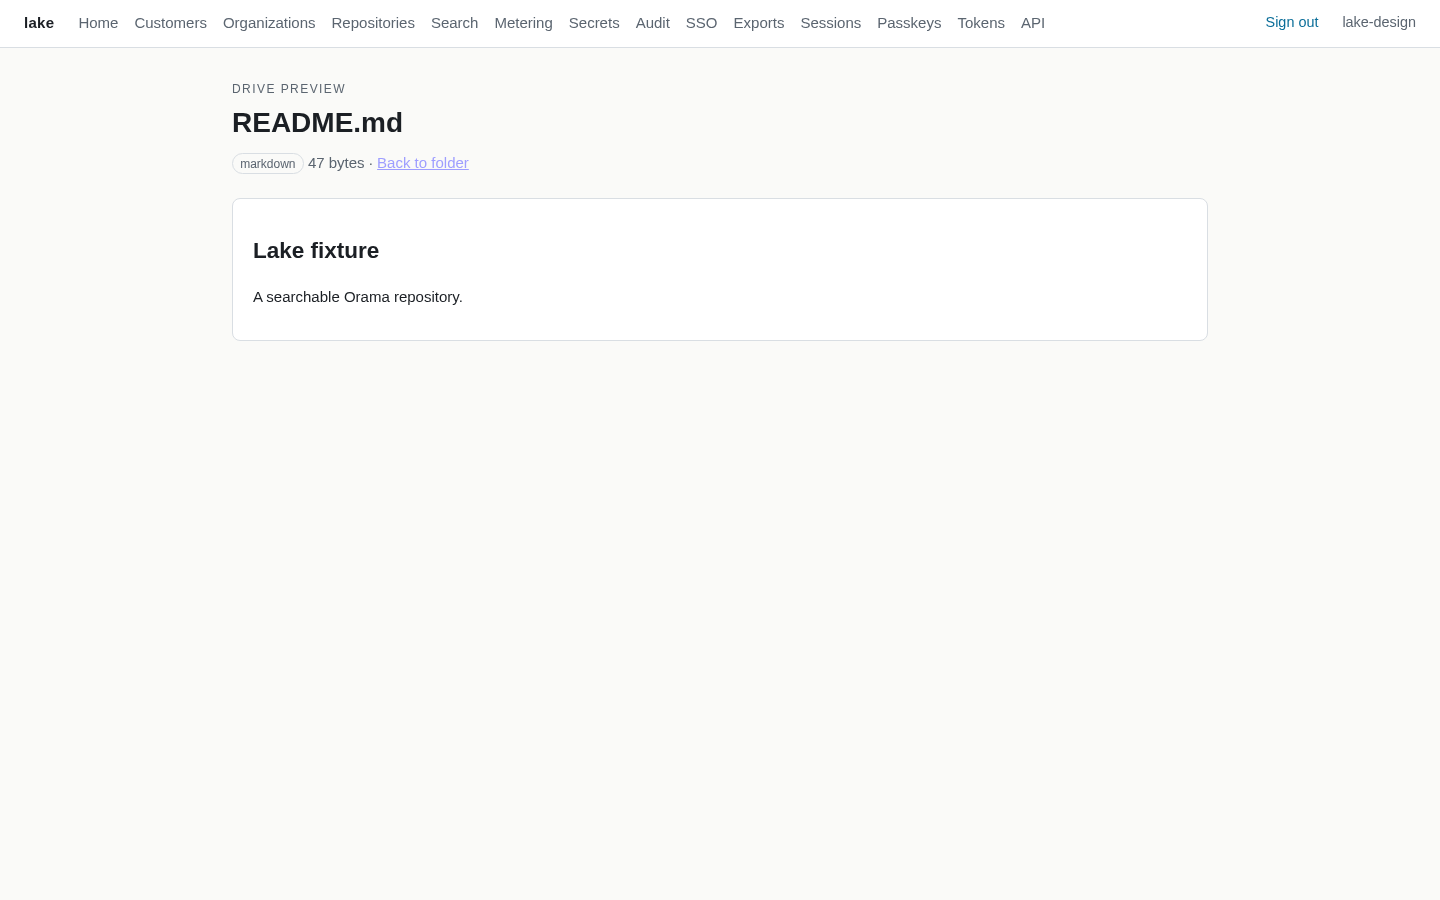 lake Home Customers Organizations Repositories Search Metering Secrets Audit SSO Exports Sessions Passkeys Tokens API Sign out lake-design
DRIVE PREVIEW
README.md
markdown 47 bytes · Back to folder
Lake fixture
A searchable Orama repository.